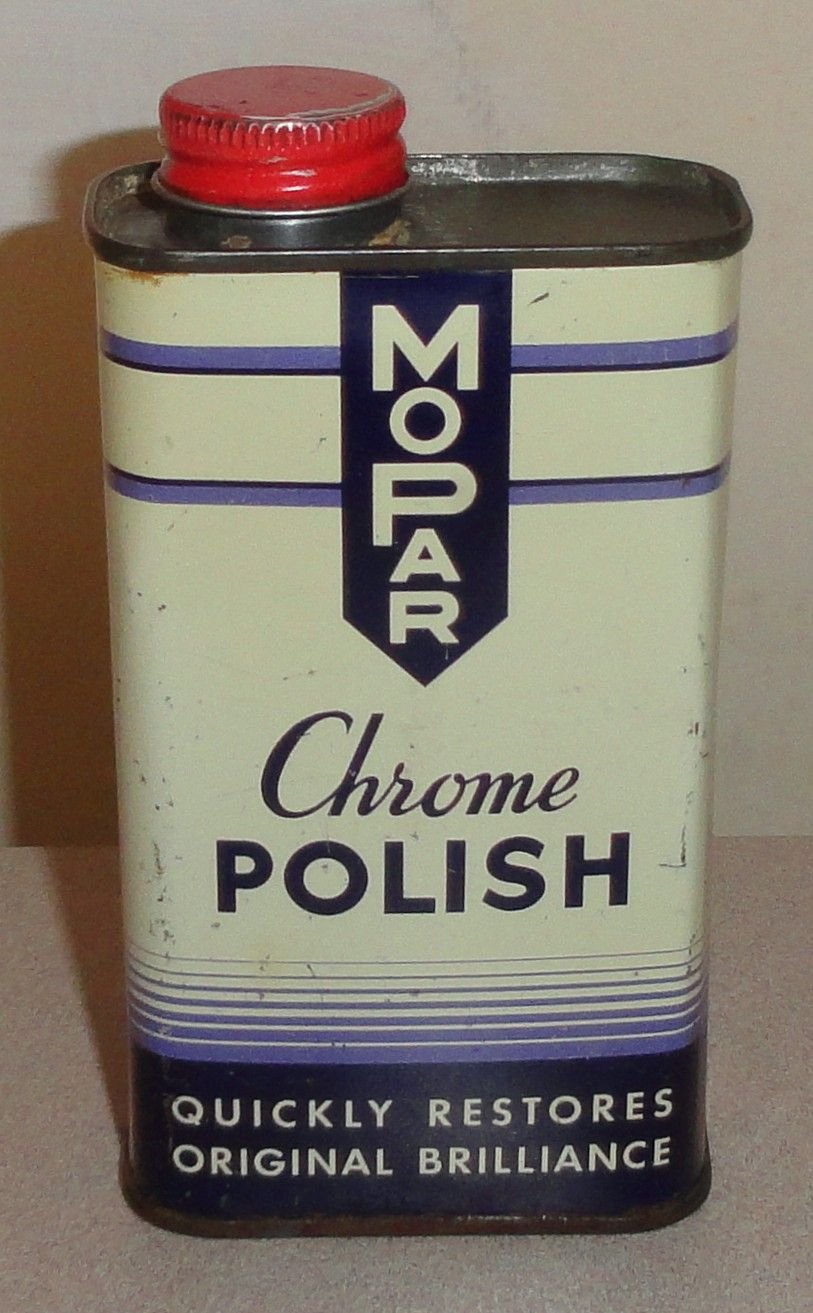 MOPAR
Chrome
POLISH
QUICKLY RESTORES
ORIGINAL BRILLIANCE